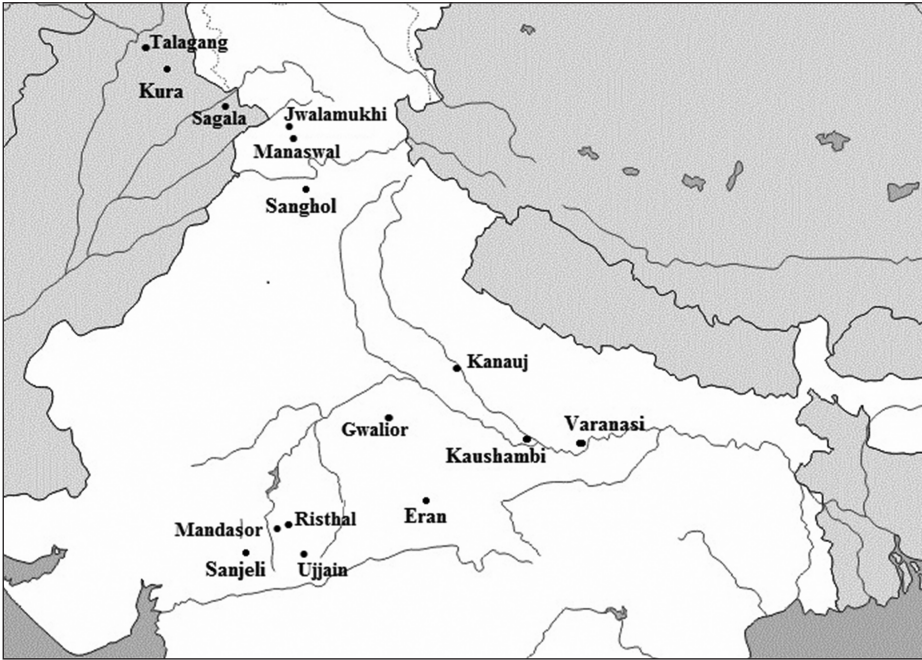 Talagang
Kura
Sagala
Jwalamukhi
Manaswal
Sanghol
Kanauj
Gwalior
Varanasi
Kaushambi
Eran
Risthal
Mandasor
Sanjeli
Ujjain